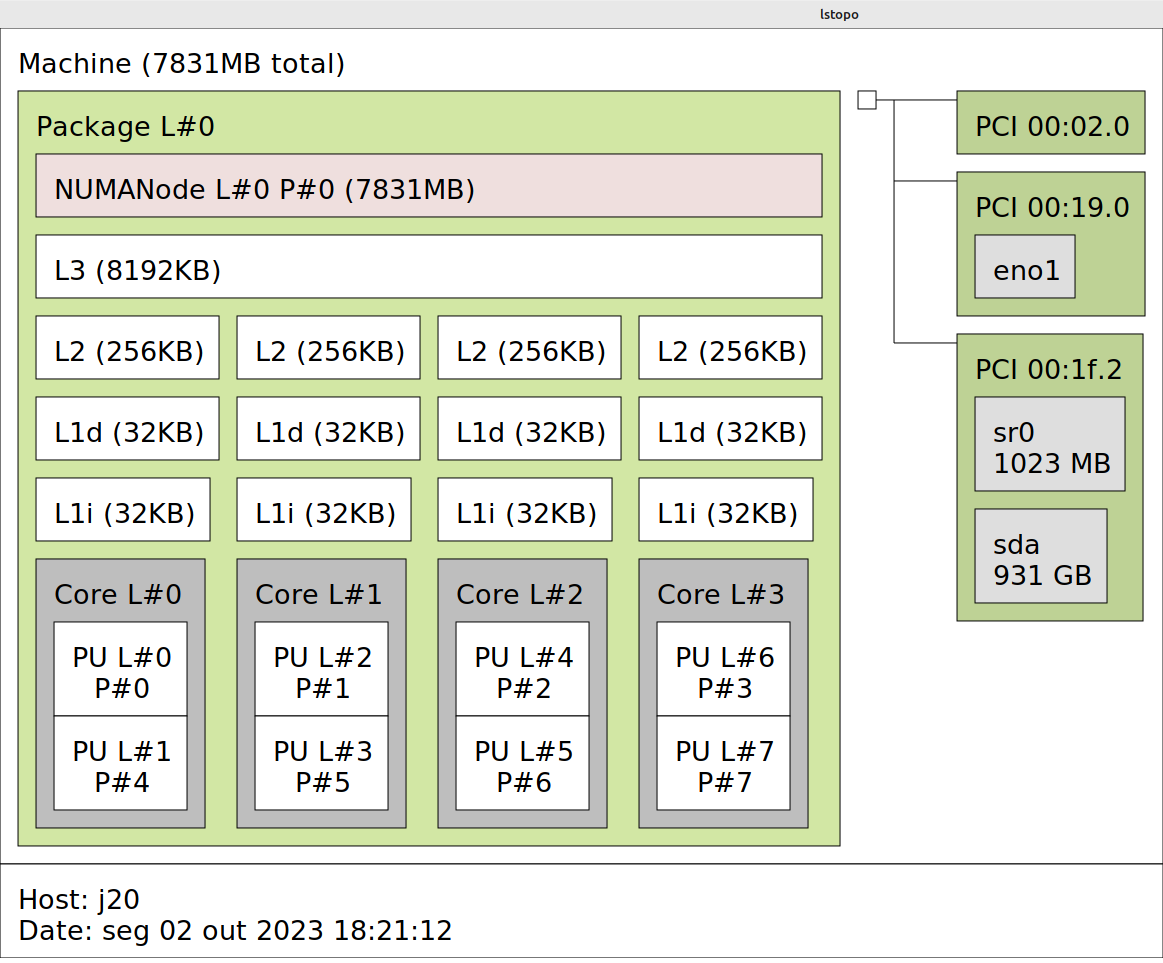 lstopo
Machine (7831MB total)
Package L#0
NUMANode L#0 P#0 (7831MB)
L3 (8192KB)
L2 (256KB) L2 (256KB) L2 (256KB) L2 (256KB)
L1d (32KB) L1d (32KB) L1d (32KB) L1d (32KB)
L1i (32KB) L1i (32KB) L1i (32KB) L1i (32KB)
Core L#0
PU L#0
P#0
PU L#1
P#4
Core L#1
PU L#2
P#1
PU L#3
P#5
Core L#2
PU L#4
P#2
PU L#5
P#6
Core L#3
PU L#6
P#3
PU L#7
P#7
PCI 00:02.0
PCI 00:19.0
eno1
PCI 00:1f.2
sr0
1023 MB
sda
931 GB
Host: j20
Date: seg 02 out 2023 18:21:12